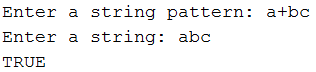 Enter a string pattern: a+bc
Enter a string: abc
TRUE